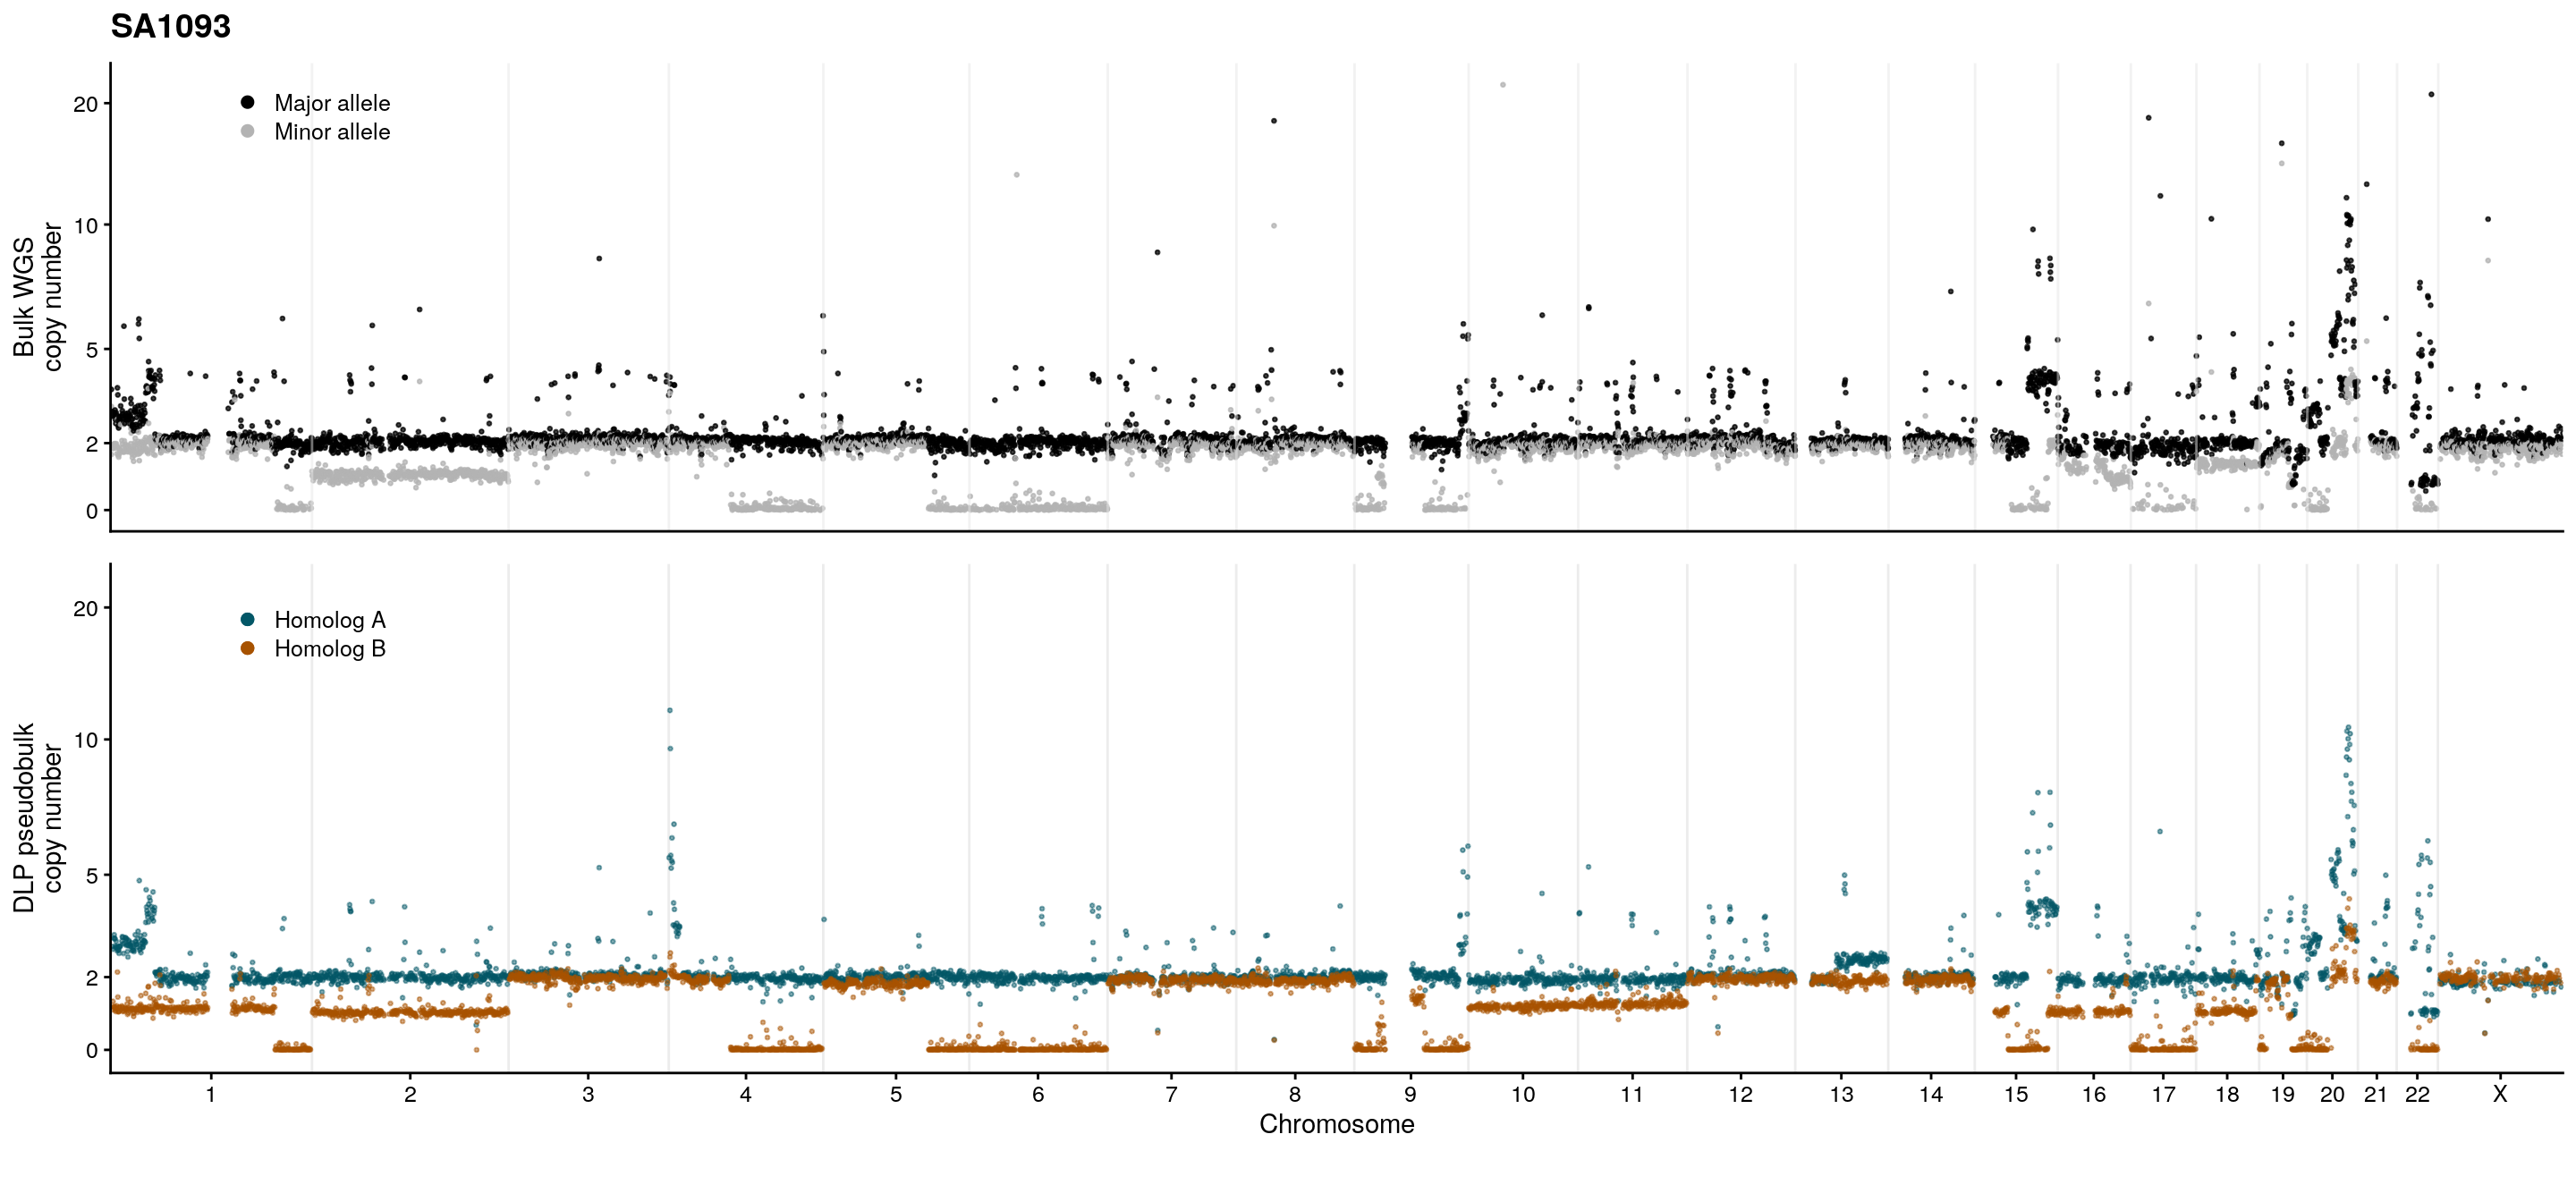 SA1093
Bulk WGS
copy number
20
10
5
2
0
Major allele
Minor allele
DLP pseudobulk
copy number
20
10
5
2
0
Homolog A
Homolog B
1 2 3 4 5 6 7 8 9 10 11 12 13 14 15 16 17 18 19 20 21 22 X
Chromosome